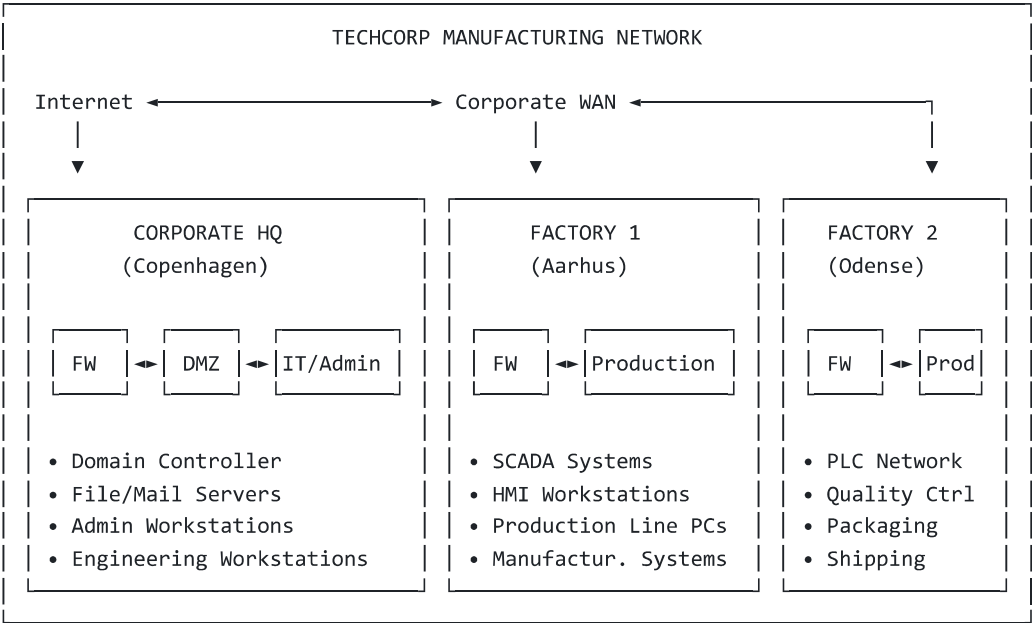 TECHCORP MANUFACTURING NETWORK
Internet Corporate WAN
CORPORATE HQ
(Copenhagen)
FW DMZ IT/Admin
• Domain Controller
• File/Mail Servers
• Admin Workstations
• Engineering Workstations
FACTORY 1
(Aarhus)
FW Production
• SCADA Systems
• HMI Workstations
• Production Line PCs
• Manufactur. Systems
FACTORY 2
(Odense)
FW Prod
• PLC Network
• Quality Ctrl
• Packaging
• Shipping